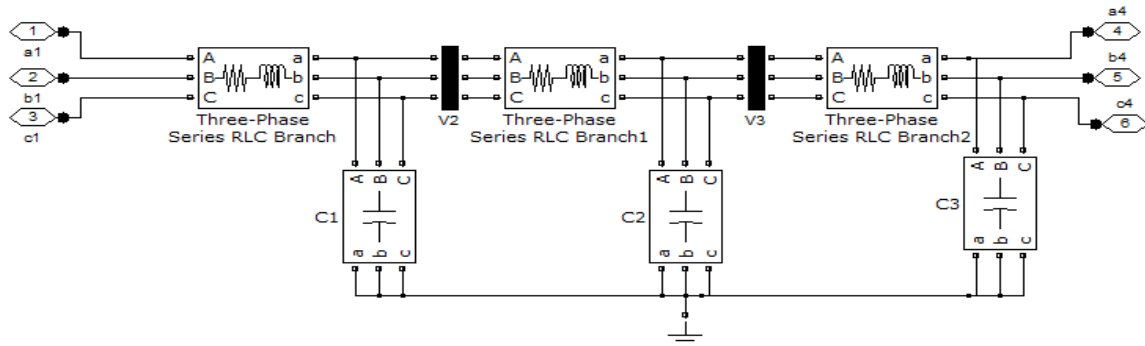 1
a1
2
b1
3
c1
A
B
C
a
b
c
Three-Phase
Series RLC Branch
V2
A
B
C
a
b
c
Three-Phase
Series RLC Branch1
V3
A
B
C
a
b
c
Three-Phase
Series RLC Branch2
a4
4
b4
5
c4
6
C1
A B C
a b c
C2
A B C
a b c
C3
A B C
a b c